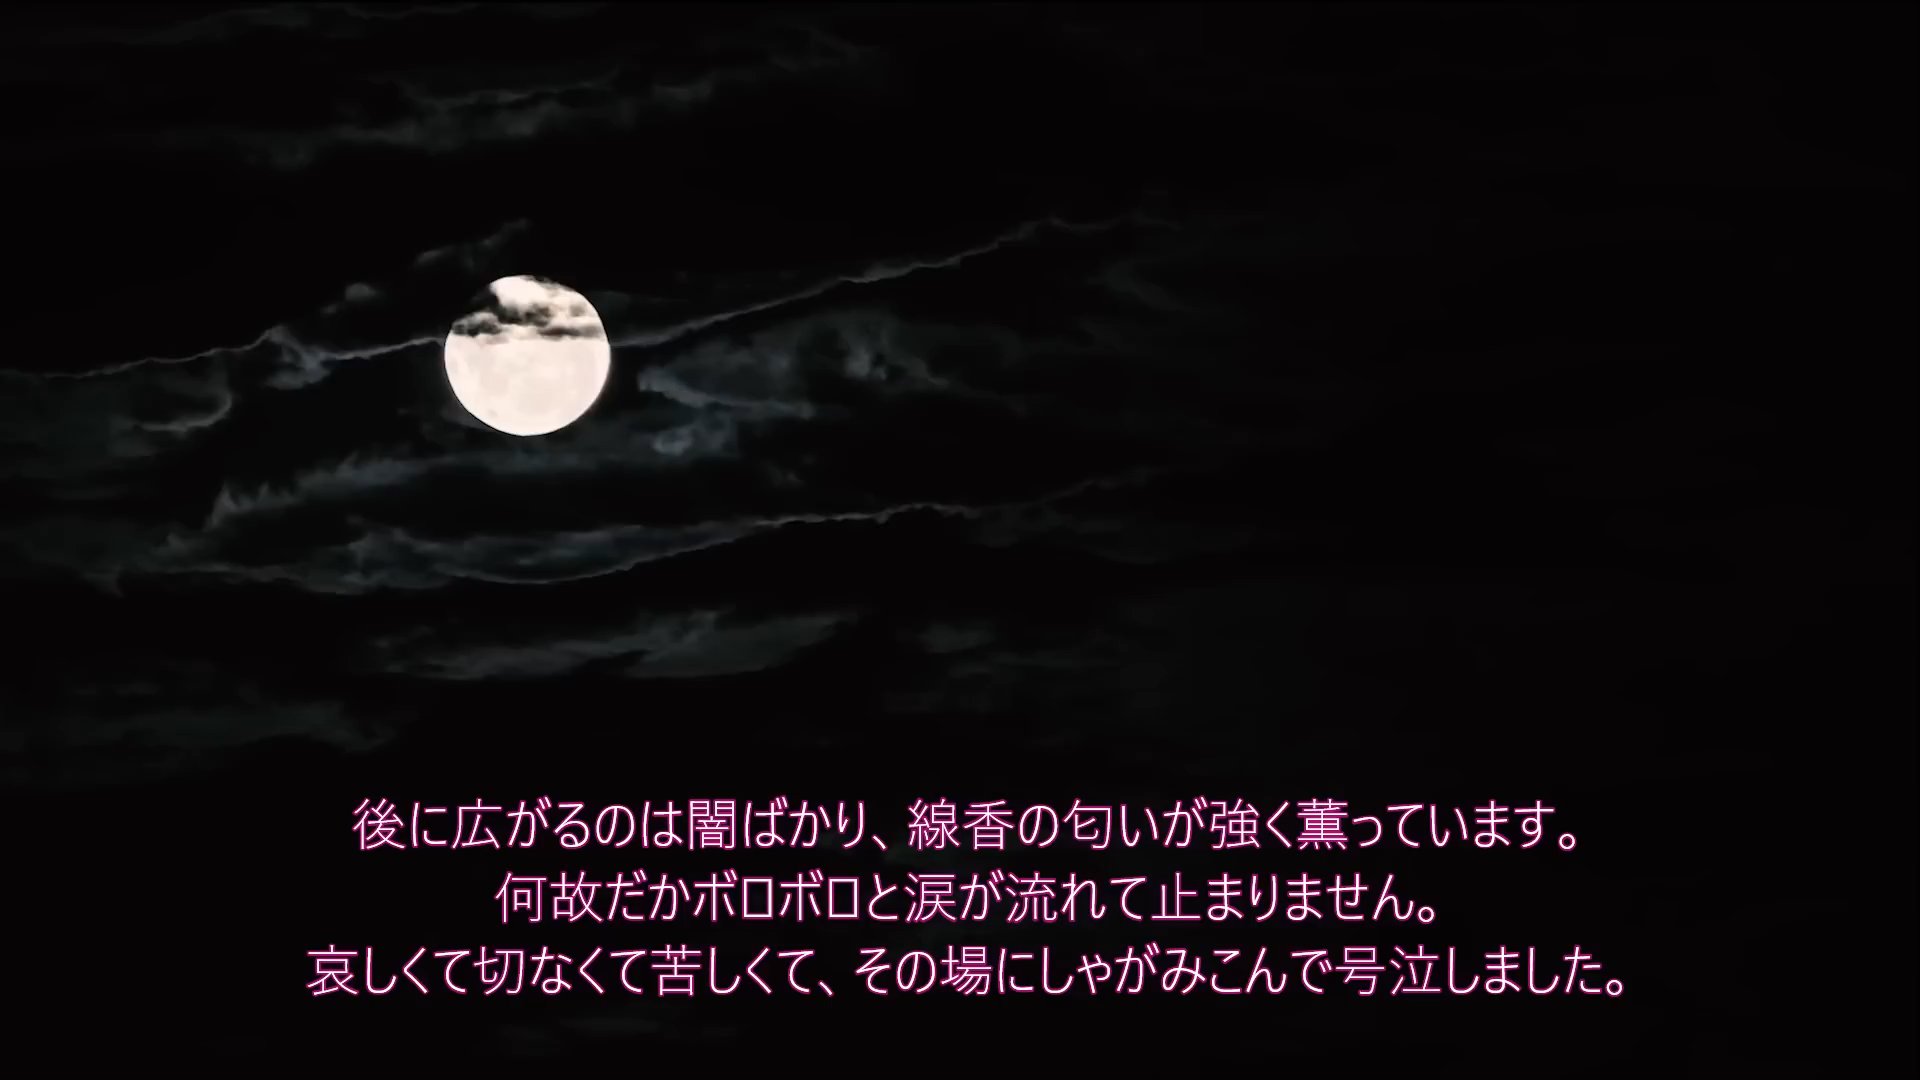 後に広がるのは闇ばかり、線香の匂いが強く薫っています。
何故だかボロボロと涙が流れて止まりません。
哀しくて切なくて苦しくて、その場にしゃがみこんで号泣しました。